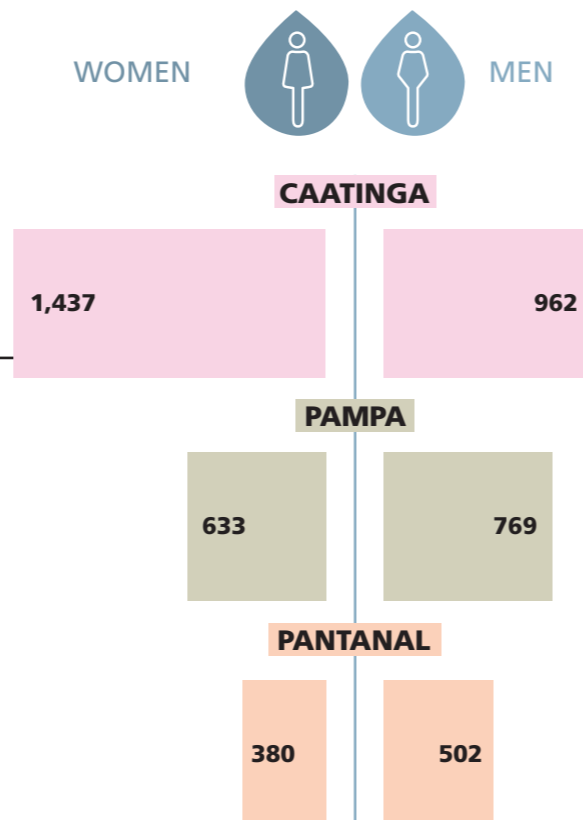 WOMEN MEN
CAATINGA
1,437 962
PAMPA
633 769
PANTANAL
380 502